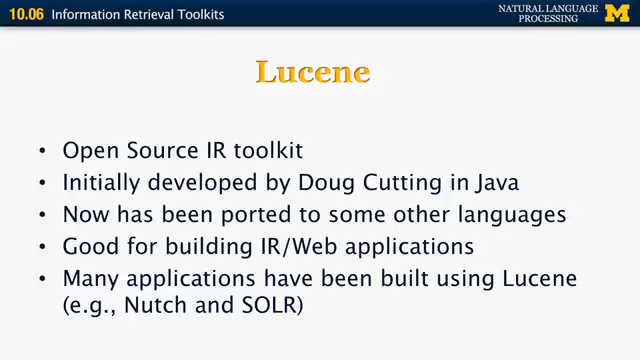 10.06 Information Retrieval Toolkits
NATURAL LANGUAGE
PROCESSING
M
Lucene
• Open Source IR toolkit
• Initially developed by Doug Cutting in Java
• Now has been ported to some other languages
• Good for building IR/Web applications
• Many applications have been built using Lucene
(e.g., Nutch and SOLR)